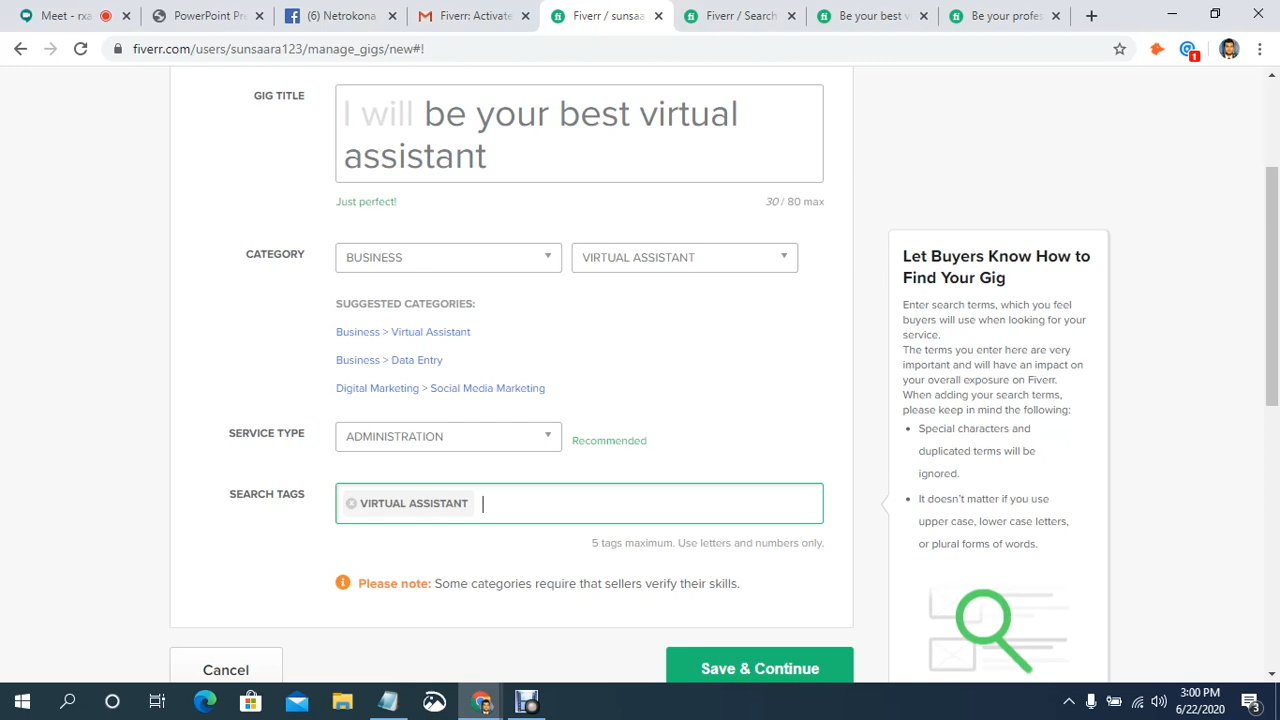 Meet - rx
PowerPoint Pr
(6) Netrokona
Fiverr: Activate
Fiverr / sunsaa
Fiverr / Search
Be your best v
Be your profes
fiverr.com/users/sunsaara123/manage_gigs/new#!
1
GIG TITLE
I will be your best virtual
assistant
Just perfect!
30 / 80 max
CATEGORY
BUSINESS
VIRTUAL ASSISTANT
SUGGESTED CATEGORIES:
Business > Virtual Assistant
Business > Data Entry
Digital Marketing > Social Media Marketing
SERVICE TYPE
ADMINISTRATION
Recommended
SEARCH TAGS
VIRTUAL ASSISTANT
5 tags maximum. Use letters and numbers only.
Please note: Some categories require that sellers verify their skills.
Cancel
Save & Continue
Let Buyers Know How to
Find Your Gig
Enter search terms, which you feel
buyers will use when looking for your
service.
The terms you enter here are very
important and will have an impact on
your overall exposure on Fiverr.
When adding your search terms,
please keep in mind the following:
Special characters and
duplicated terms will be
ignored.
It doesn't matter if you use
upper case, lower case letters,
or plural forms of words.
3:00 PM
6/22/2020
3